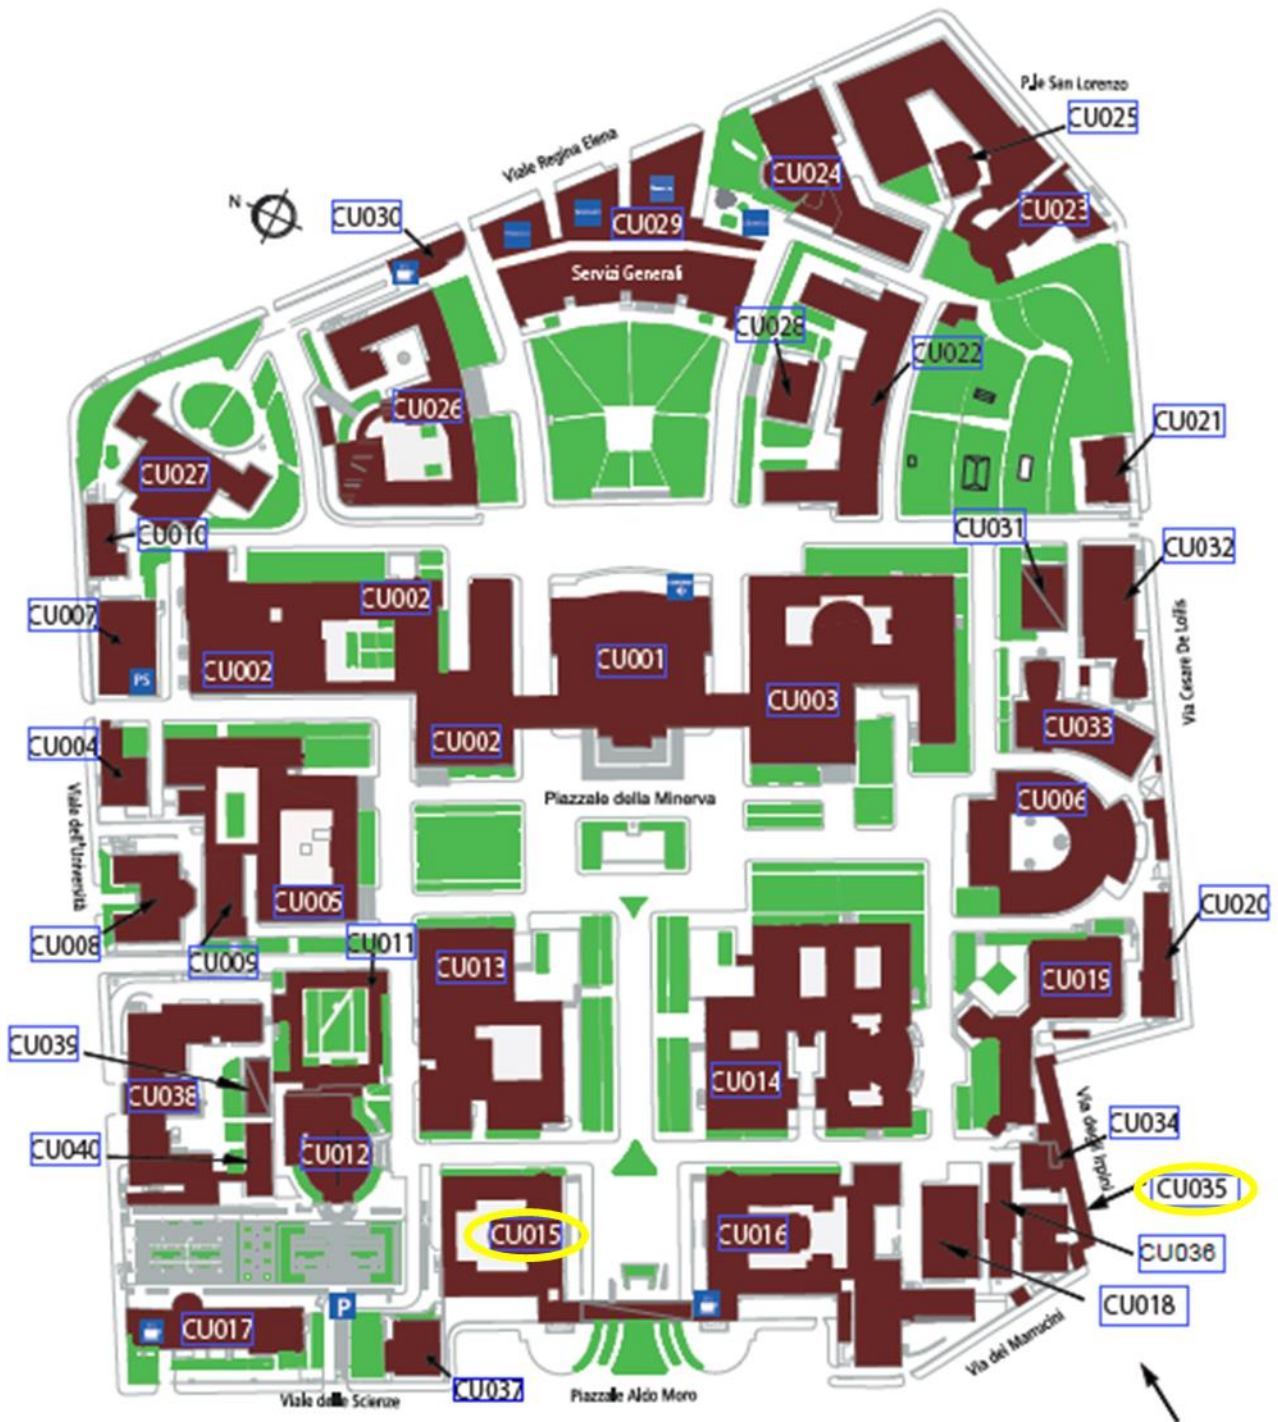 P.le San Lorenzo
CU025
Viale Regina Elena
CU024
N
CU030
CU029
CU023
Servizi Generali
CU028
CU022
CU026
CU021
CU027
CU010
CU031
CU032
CU002
CU007
CU001
CU002
PS
CU003
Via Cesare De Lollis
CU033
CU004
CU002
Piazzale della Minerva
CU006
Viale dell'Università
CU005
CU020
CU008
CU009
CU011
CU013
CU019
CU039
CU038
CU014
Via degli Irpini
CU034
CU040
CU012
CU035
CU015
CU016
CU036
CU018
P
CU017
Via dei Marrucini
CU037
Viale delle Scienze
Piazzale Aldo Moro